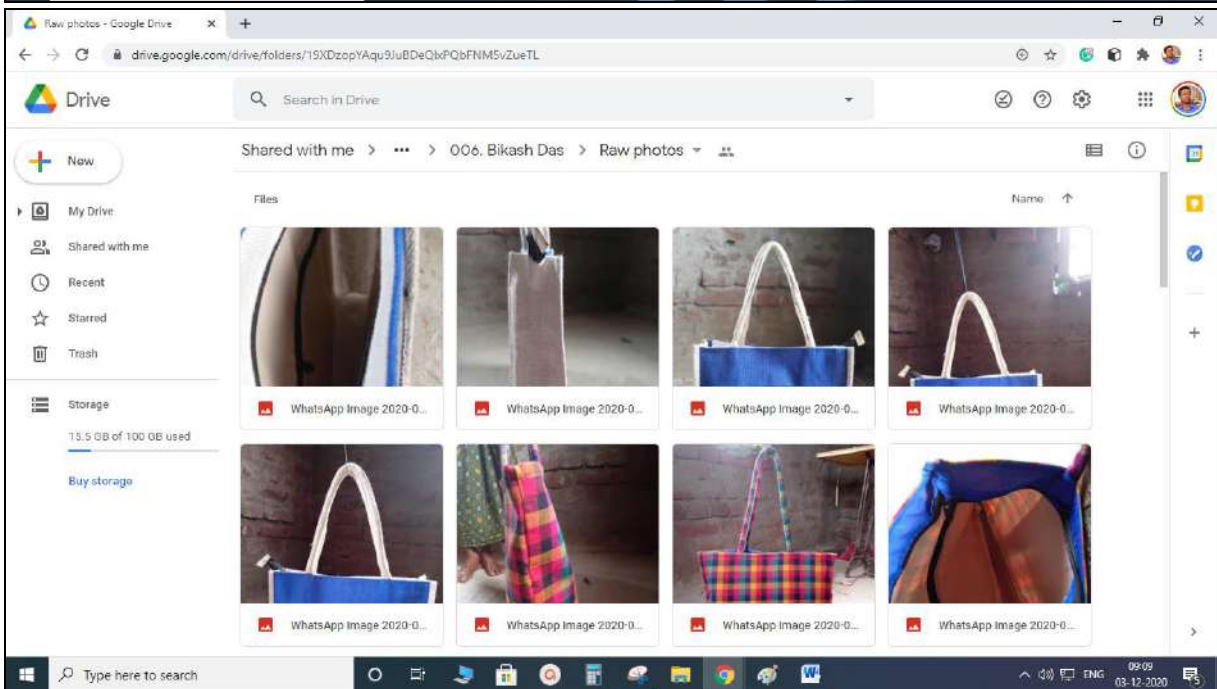 Raw photos - Google Drive
drive.google.com/drive/folders/
Drive
Search in Drive
New
Shared with me > ... > 006. Bikash Das > Raw photos
My Drive
Shared with me
Recent
Starred
Trash
Storage
15.5 GB of 100 GB used
Buy storage
Files
Name
WhatsApp Image 2020-0...
WhatsApp Image 2020-0...
WhatsApp Image 2020-0...
WhatsApp Image 2020-0...
WhatsApp Image 2020-0...
WhatsApp Image 2020-0...
WhatsApp Image 2020-0...
WhatsApp Image 2020-0...
Type here to search
ENG
09:09
03-12-2020